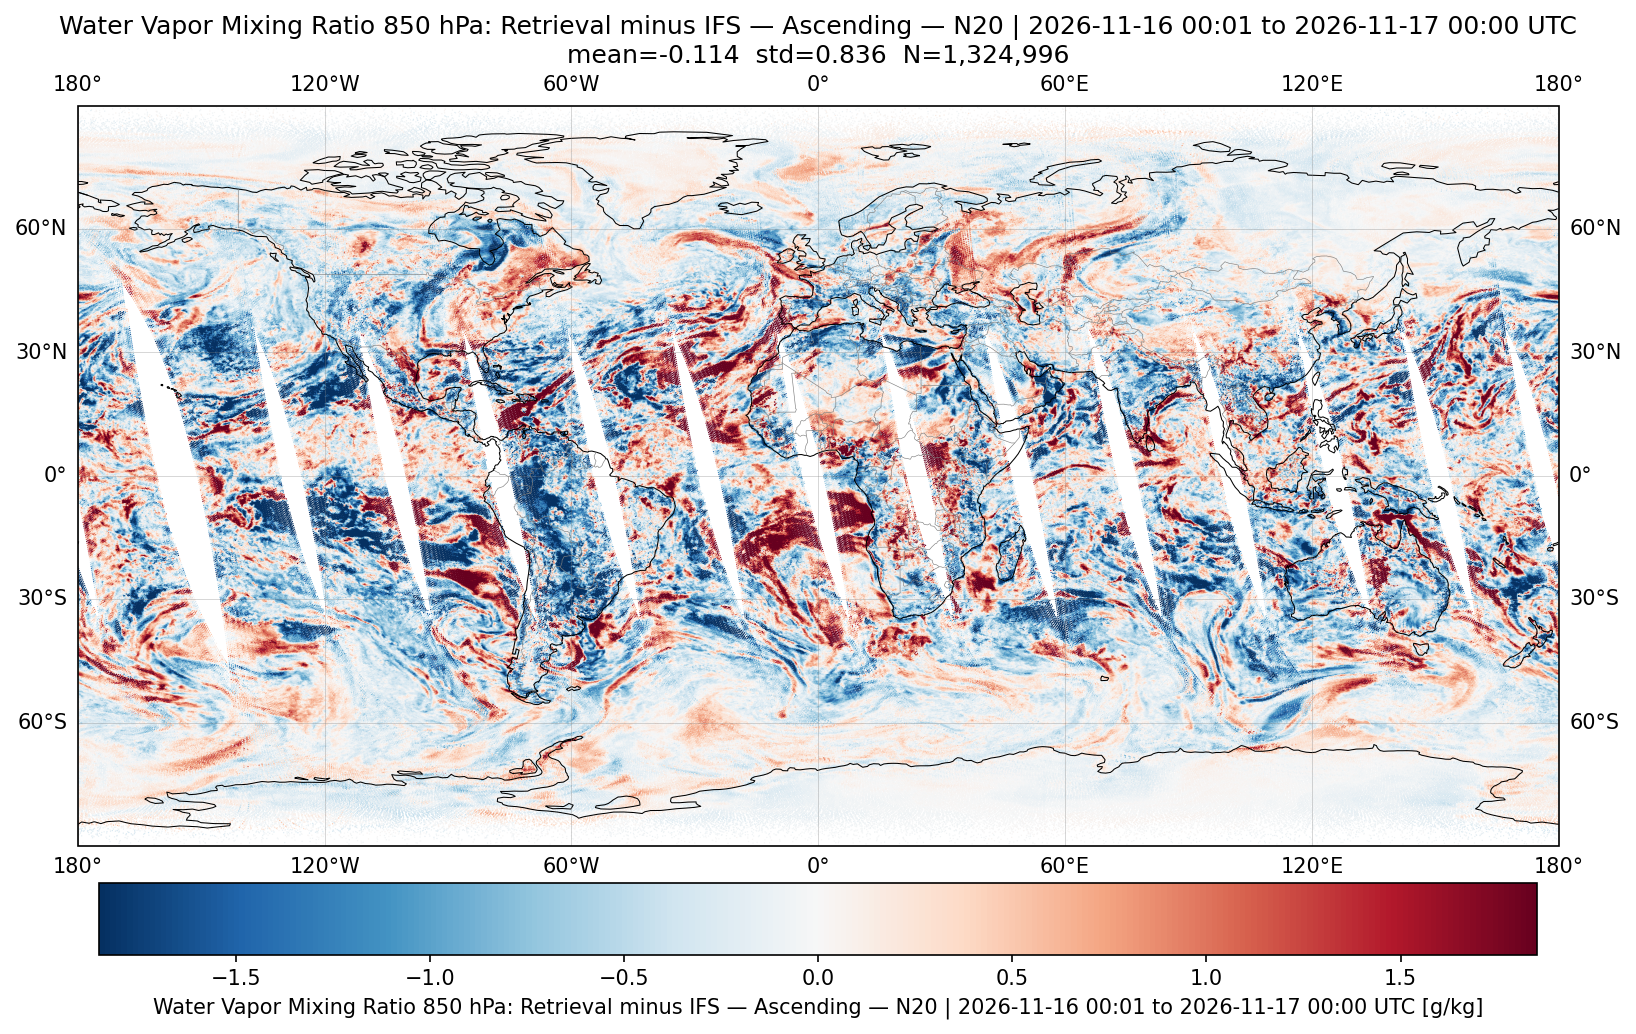 Water Vapor Mixing Ratio 850 hPa: Retrieval minus IFS — Ascending — N20 | 2026-11-16 00:01 to 2026-11-17 00:00 UTC
mean=-0.114  std=0.836  N=1,324,996
180° 120°W 60°W 0° 60°E 120°E 180°
60°N 60°N
30°N 30°N
0° 0°
30°S 30°S
60°S 60°S
180° 120°W 60°W 0° 60°E 120°E 180°
−1.5 −1.0 −0.5 0.0 0.5 1.0 1.5
Water Vapor Mixing Ratio 850 hPa: Retrieval minus IFS — Ascending — N20 | 2026-11-16 00:01 to 2026-11-17 00:00 UTC [g/kg]